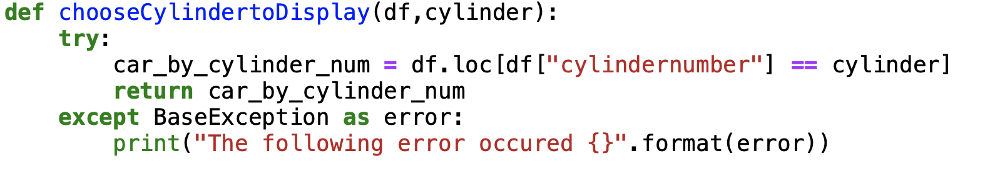 def chooseCylindertoDisplay(df,cylinder):
    try:
        car_by_cylinder_num = df.loc[df["cylindernumber"] == cylinder]
        return car_by_cylinder_num
    except BaseException as error:
        print("The following error occured {}".format(error))